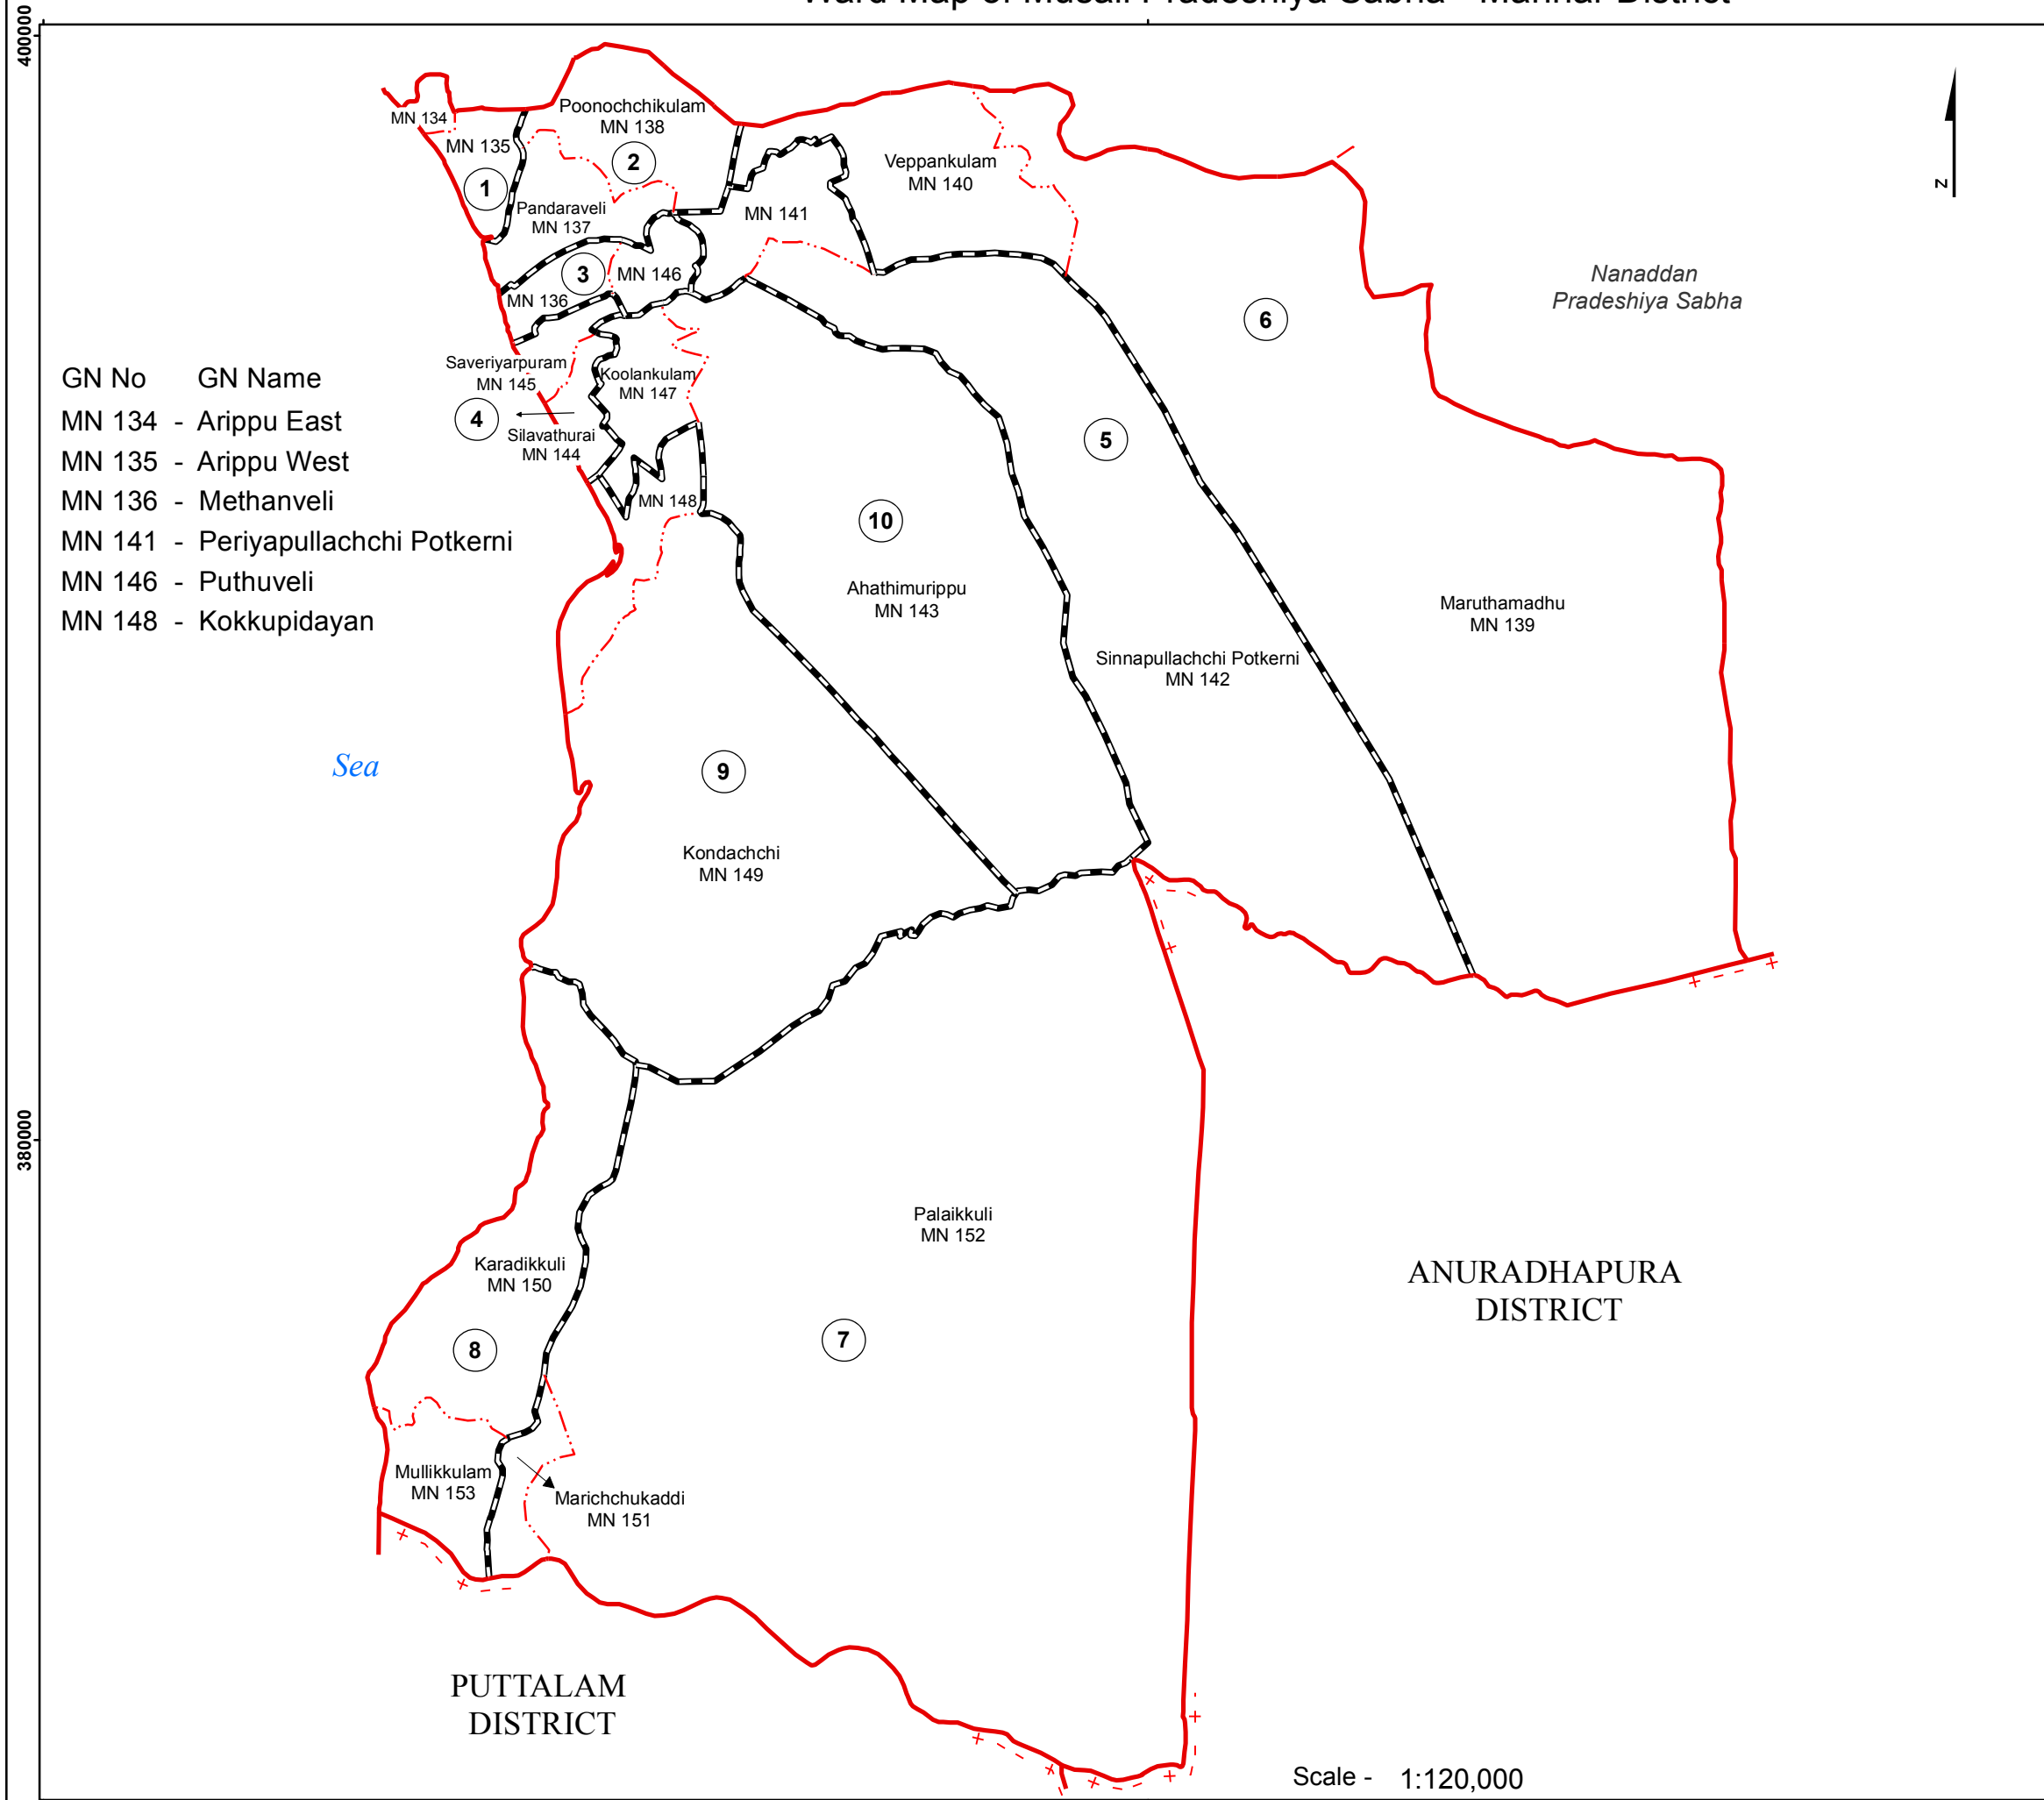 Ward Map of Musali Pradeshiya Sabha - Mannar District
400000
MN 134
Poonochchikulam
MN 138
MN 135
2
Veppankulam
MN 140
1
Pandaraveli
MN 137
MN 141
N
3
MN 146
MN 136
Nanaddan
Pradeshiya Sabha
6
Saveriyarpuram
MN 145
Koolankulam
MN 147
4
Silavathurai
MN 144
5
GN No GN Name
MN 134 - Arippu East
MN 135 - Arippu West
MN 136 - Methanveli
MN 141 - Periyapullachchi Potkerni
MN 146 - Puthuveli
MN 148 - Kokkupidayan
MN 148
10
Ahathimurippu
MN 143
Maruthamadhu
MN 139
Sinnapullachchi Potkerni
MN 142
Sea
9
Kondachchi
MN 149
380000
Palaikkuli
MN 152
Karadikkuli
MN 150
ANURADHAPURA
DISTRICT
8
7
Mullikkulam
MN 153
Marichchukaddi
MN 151
PUTTALAM
DISTRICT
Scale - 1:120,000